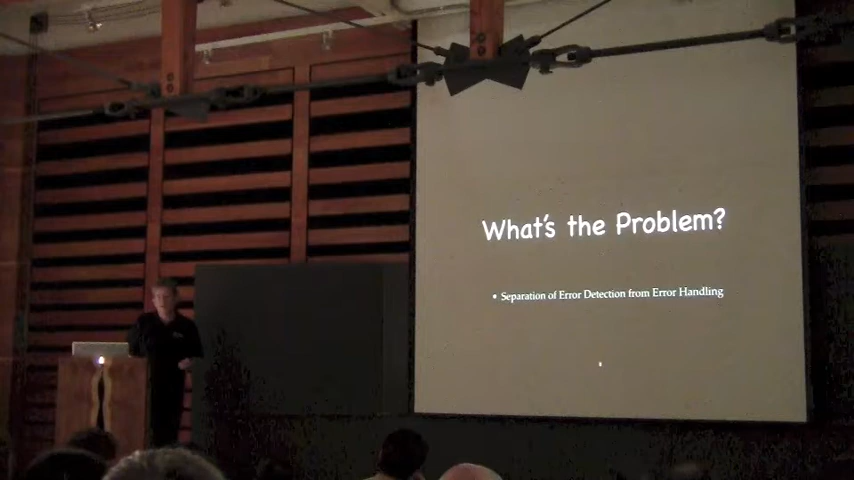 What's the Problem?
• Separation of Error Detection from Error Handling